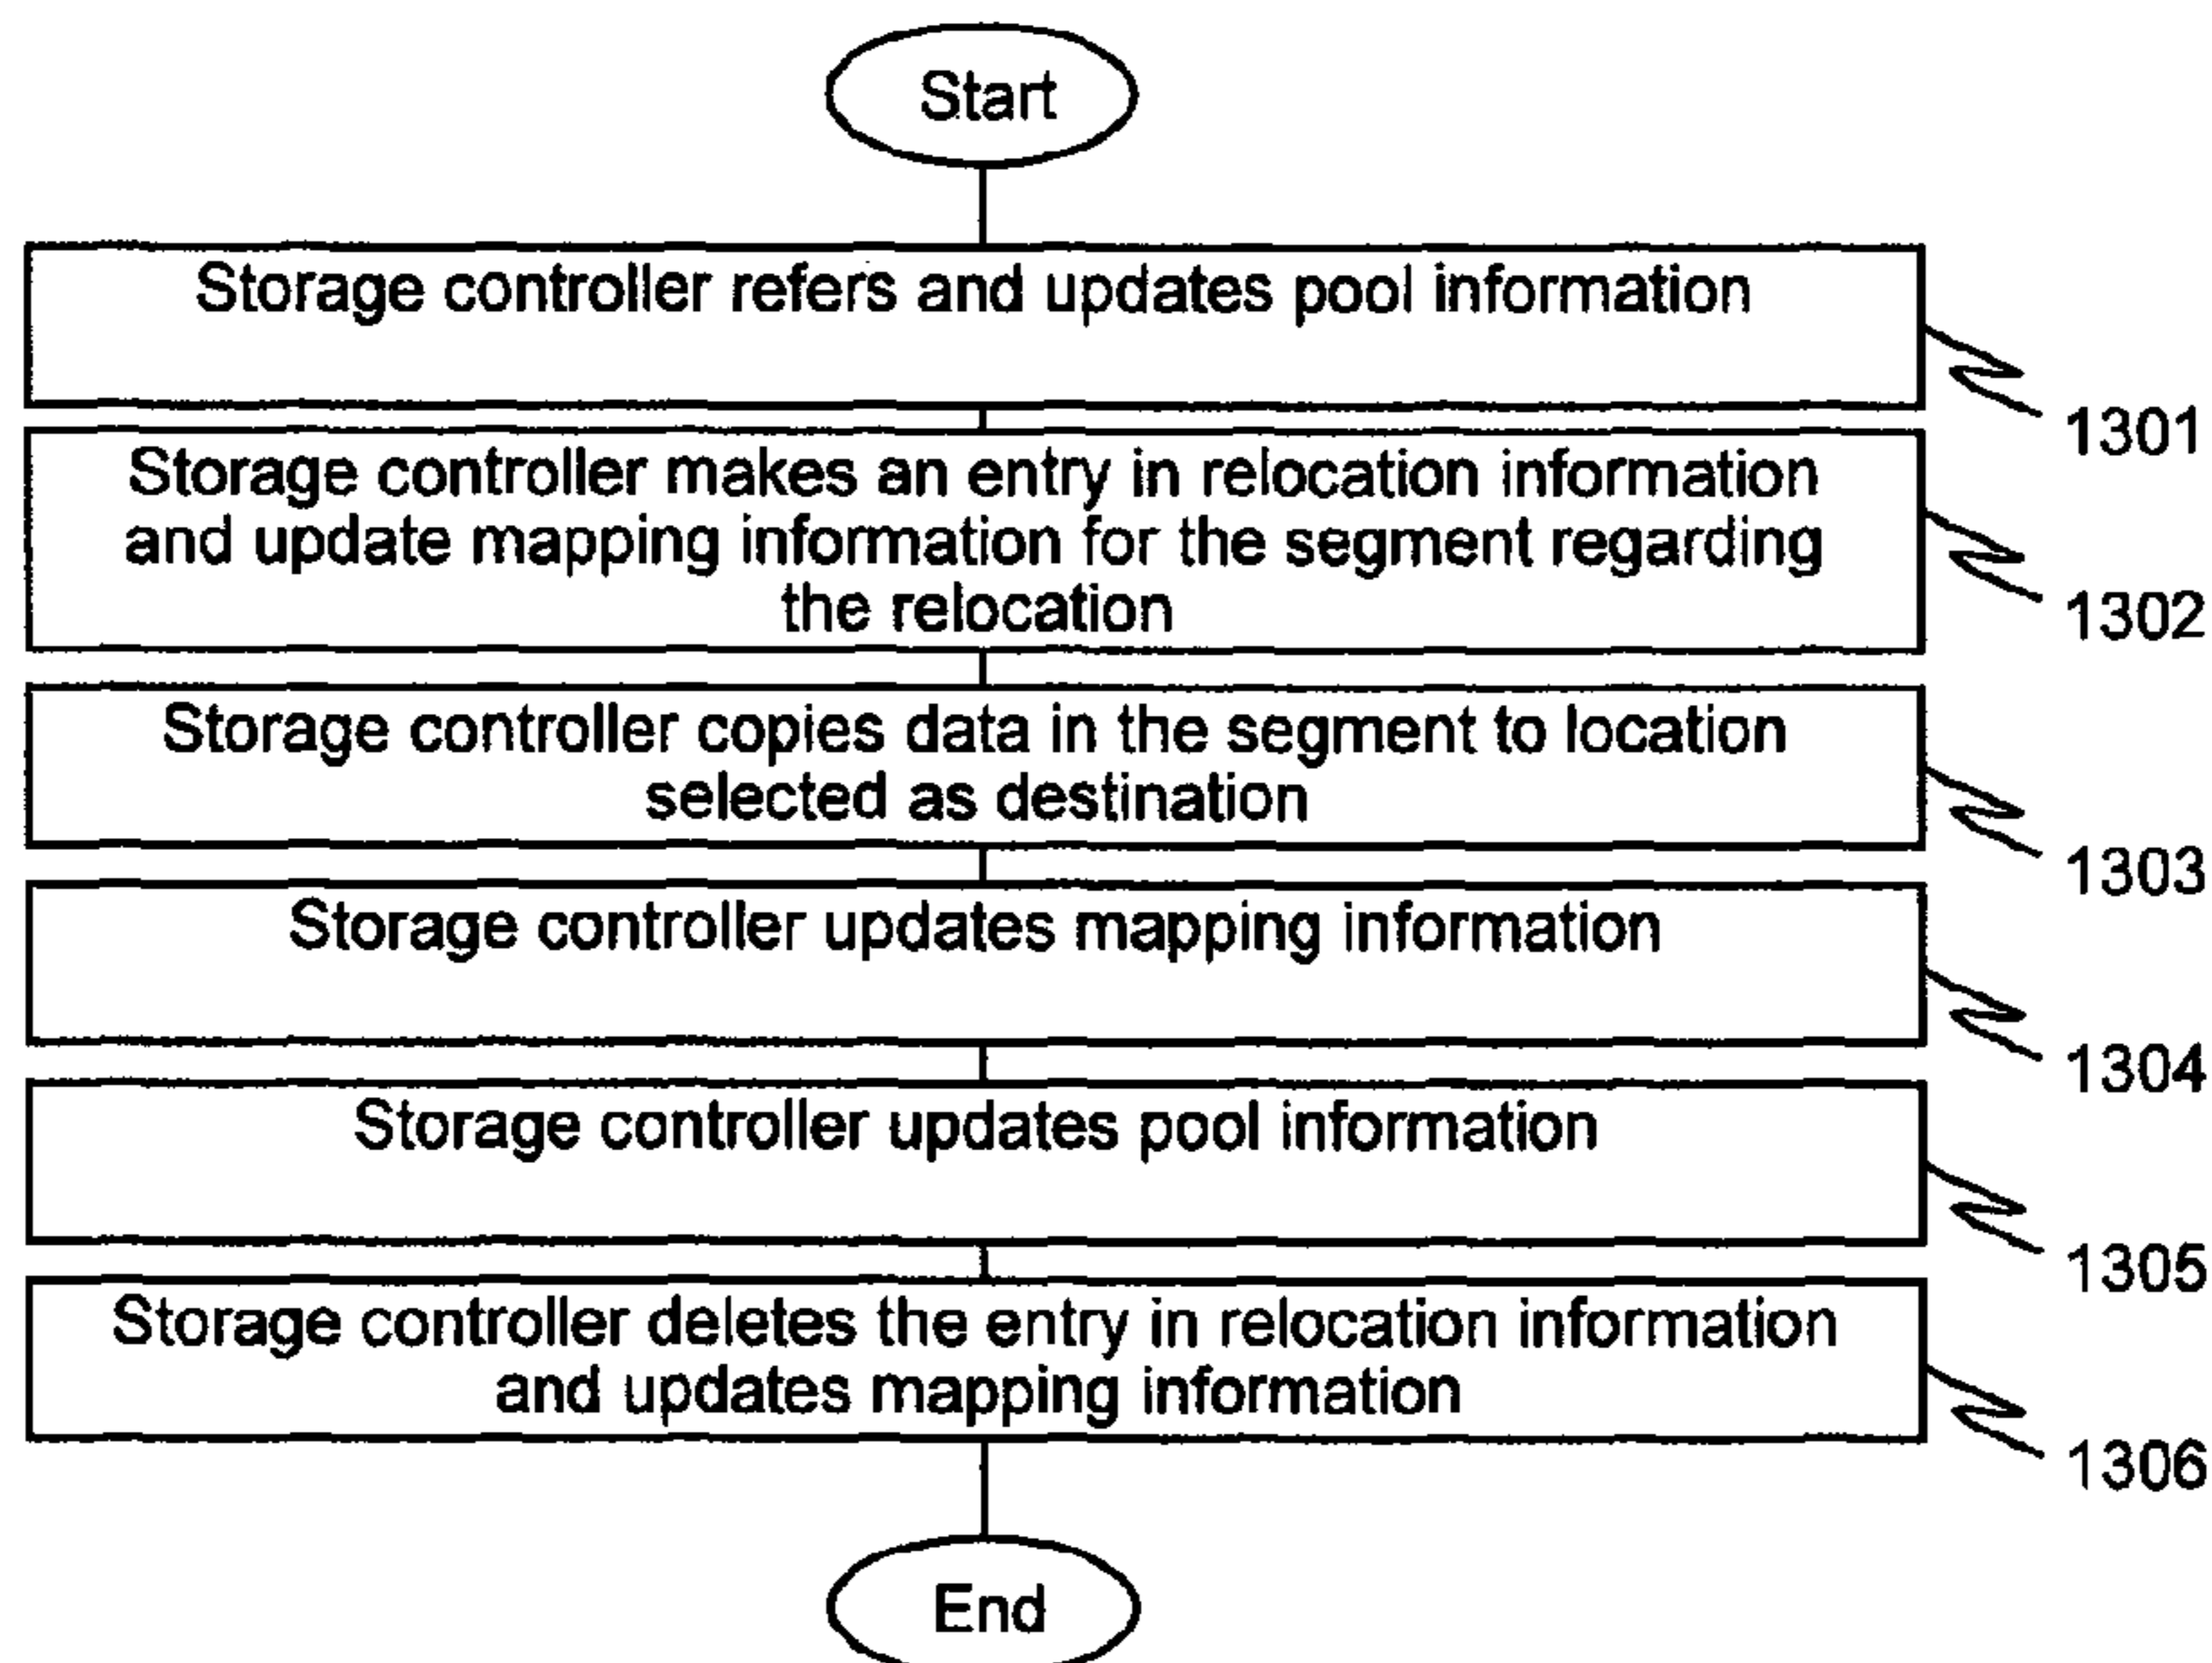 Start
Storage controller refers and updates pool information
1301
Storage controller makes an entry in relocation information
and update mapping information for the segment regarding
the relocation
1302
Storage controller copies data in the segment to location
selected as destination
1303
Storage controller updates mapping information
1304
Storage controller updates pool information
1305
Storage controller deletes the entry in relocation information
and updates mapping information
1306
End